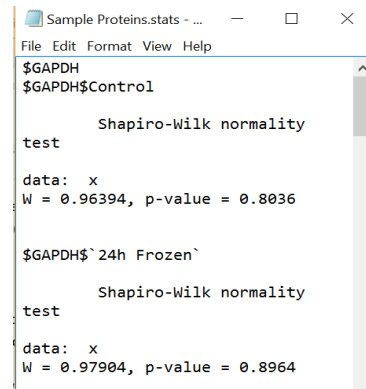 Sample Proteins.stats - ...
File Edit Format View Help
$GAPDH
$GAPDH$Control
Shapiro-Wilk normality
test
data:  x
W = 0.96394, p-value = 0.8036
$GAPDH$`24h Frozen`
Shapiro-Wilk normality
test
data:  x
W = 0.97904, p-value = 0.8964